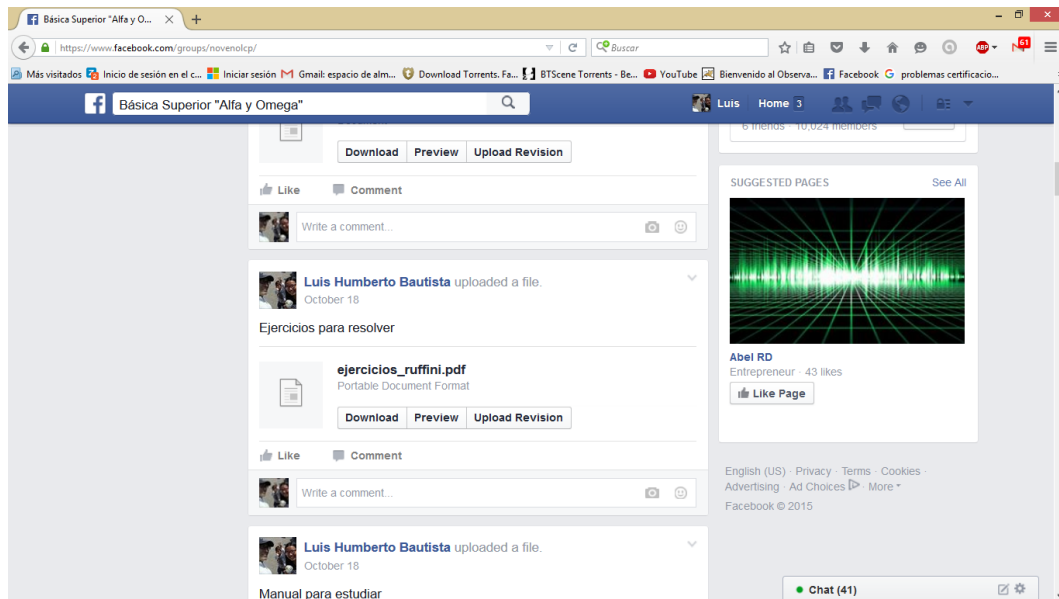 Básica Superior "Alfa y O...
https://www.facebook.com/groups/novenolcp/
Buscar
ABP
61
Más visitados
Inicio de sesión en el c...
Iniciar sesión
Gmail: espacio de alm...
Download Torrents. Fa...
BTScene Torrents - Be...
YouTube
Bienvenido al Observa...
Facebook
problemas certificacio...
Básica Superior "Alfa y Omega"
Luis Home 3
Download Preview Upload Revision
Like Comment
Write a comment...
Luis Humberto Bautista uploaded a file.
October 18
Ejercicios para resolver
ejercicios_ruffini.pdf
Portable Document Format
Download Preview Upload Revision
Like Comment
Write a comment...
Luis Humberto Bautista uploaded a file.
October 18
Manual para estudiar
6 friends · 10,024 members
SUGGESTED PAGES See All
Abel RD
Entrepreneur · 43 likes
Like Page
English (US) · Privacy · Terms · Cookies ·
Advertising · Ad Choices · More
Facebook © 2015
Chat (41)